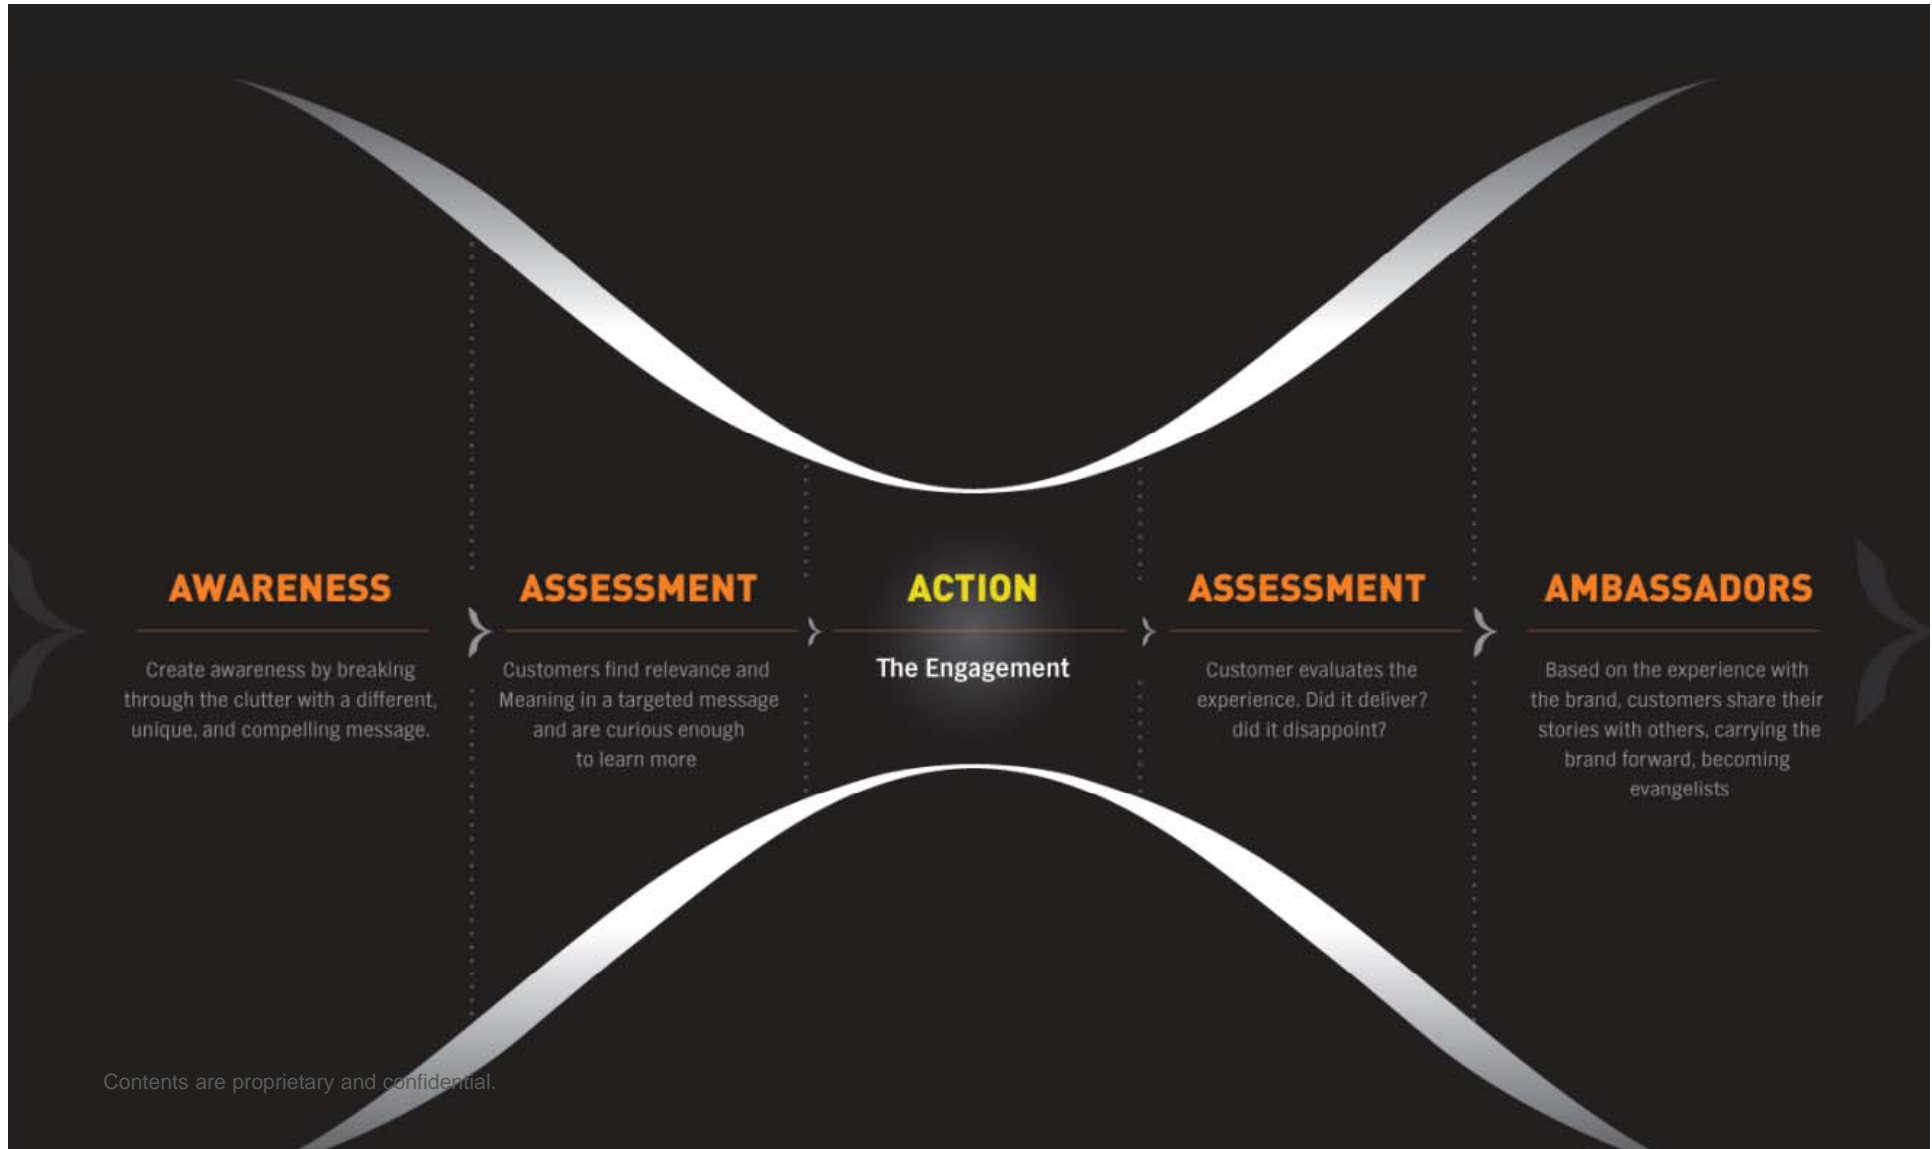 AWARENESS
Create awareness by breaking
through the clutter with a different,
unique, and compelling message.
ASSESSMENT
Customers find relevance and
Meaning in a targeted message
and are curious enough
to learn more
ACTION
The Engagement
ASSESSMENT
Customer evaluates the
experience. Did it deliver?
did it disappoint?
AMBASSADORS
Based on the experience with
the brand, customers share their
stories with others, carrying the
brand forward, becoming
evangelists
Contents are proprietary and confidential.